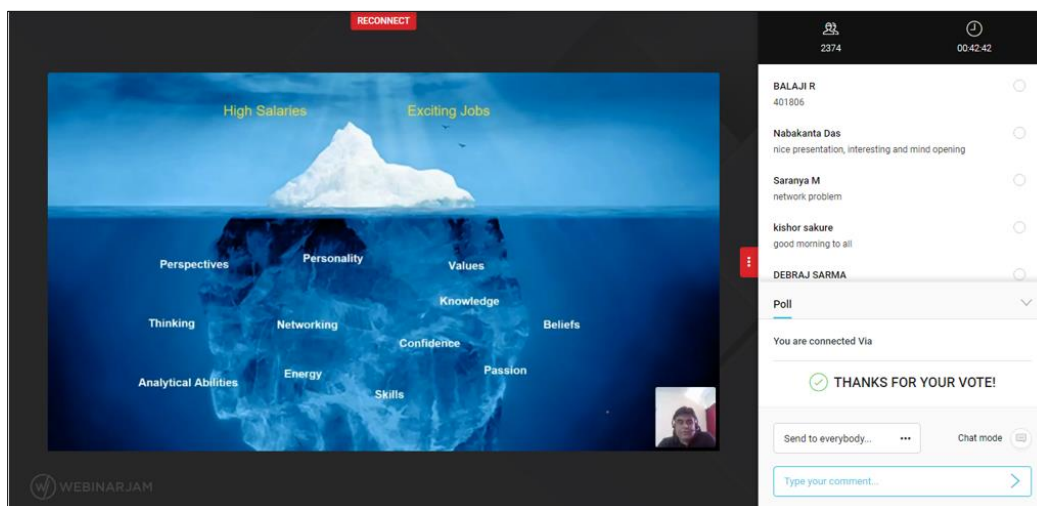 RECONNECT
2374
00:42:42
High Salaries
Exciting Jobs
Perspectives
Personality
Values
Knowledge
Thinking
Networking
Beliefs
Confidence
Analytical Abilities
Energy
Passion
Skills
WEBINARJAM
BALAJI R
401806
Nabakanta Das
nice presentation, interesting and mind opening
Saranya M
network problem
kishor sakure
good morning to all
DEBRAJ SARMA
Poll
You are connected Via
THANKS FOR YOUR VOTE!
Send to everybody...
Chat mode
Type your comment...